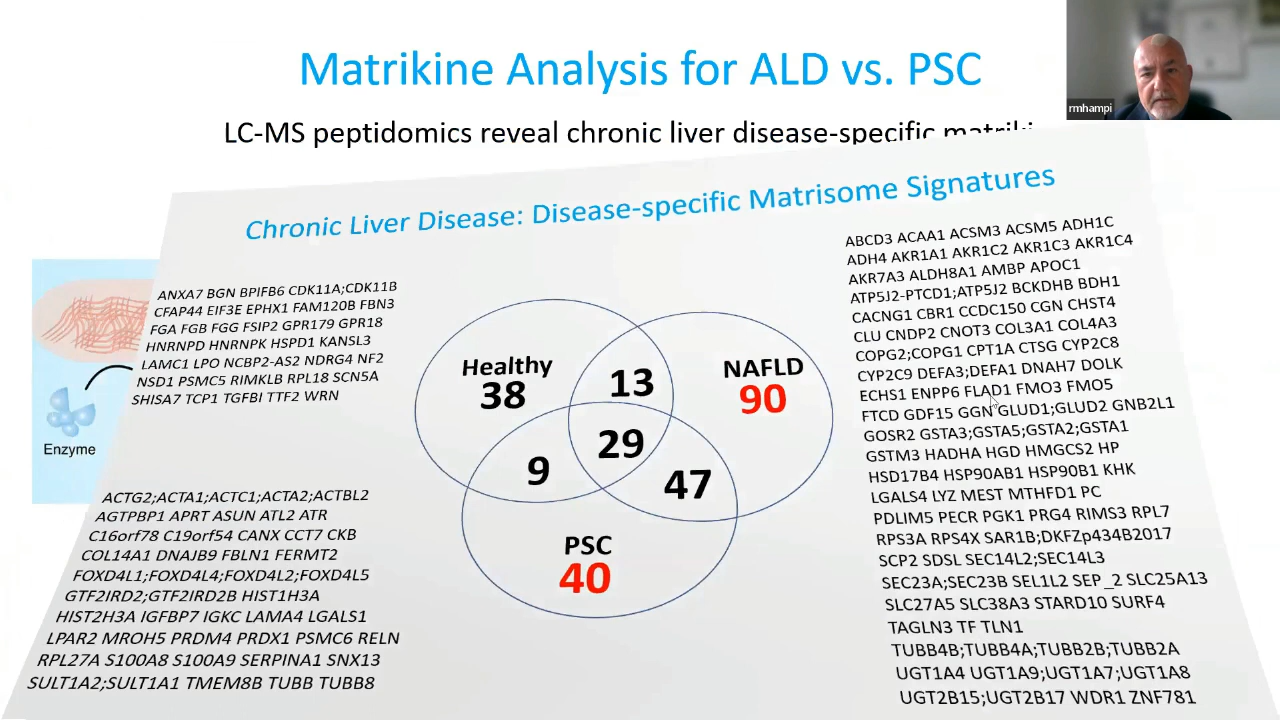 Matrikine Analysis for ALD vs. PSC
rmhampi
LC-MS peptidomics reveal chronic liver disease-specific
Chronic Liver Disease: Disease-specific Matrisome Signatures
ANXA7 BGN BPIFB6 CDK11A;CDK11B
CFAP44 EIF3E EPHX1 FAM120B FBN3
FGA FGB FGG FSIP2 GPR179 GPR18
HNRNPD HNRNPK HSPD1 KANSL3
LAMC1 LPO NCBP2-AS2 NDRG4 NF2
NSD1 PSMC5 RIMKLB RPL18 SCN5A
SHISA7 TCP1 TGFBI TTF2 WRN
Enzyme
ACTG2;ACTA1;ACTC1;ACTA2;ACTBL2
AGTPBP1 APRT ASUN ATL2 ATR
C16orf78 C19orf54 CANX CCT7 CKB
COL14A1 DNAJB9 FBLN1 FERMT2
FOXD4L1;FOXD4L4;FOXD4L2;FOXD4L5
GTF2IRD2;GTF2IRD2B HIST1H3A
HIST2H3A IGFBP7 IGKC LAMA4 LGALS1
LPAR2 MROH5 PRDM4 PRDX1 PSMC6 RELN
RPL27A S100A8 S100A9 SERPINA1 SNX13
SULT1A2;SULT1A1 TMEM8B TUBB TUBB8
Healthy
38
13
NAFLD
90
29
9
47
PSC
40
ABCD3 ACAA1 ACSM3 ACSM5 ADH1C
ADH4 AKR1A1 AKR1C2 AKR1C3 AKR1C4
AKR7A3 ALDH8A1 AMBP APOC1
ATP5J2-PTCD1;ATP5J2 BCKDHB BDH1
CACNG1 CBR1 CCDC150 CGN CHST4
CLU CNDP2 CNOT3 COL3A1 COL4A3
COPG2;COPG1 CPT1A CTSG CYP2C8
CYP2C9 DEFA3;DEFA1 DNAH7 DOLK
ECHS1 ENPP6 FLAD1 FMO3 FMO5
FTCD GDF15 GGN GLUD1;GLUD2 GNB2L1
GOSR2 GSTA3;GSTA5;GSTA2;GSTA1
GSTM3 HADHA HGD HMGCS2 HP
HSD17B4 HSP90AB1 HSP90B1 KHK
LGALS4 LYZ MEST MTHFD1 PC
PDLIM5 PECR PGK1 PRG4 RIMS3 RPL7
RPS3A RPS4X SAR1B;DKFZp434B2017
SCP2 SDSL SEC14L2;SEC14L3
SEC23A;SEC23B SEL1L2 SEP_2 SLC25A13
SLC27A5 SLC38A3 STARD10 SURF4
TAGLN3 TF TLN1
TUBB4B;TUBB4A;TUBB2B;TUBB2A
UGT1A4 UGT1A9;UGT1A7;UGT1A8
UGT2B15;UGT2B17 WDR1 ZNF781